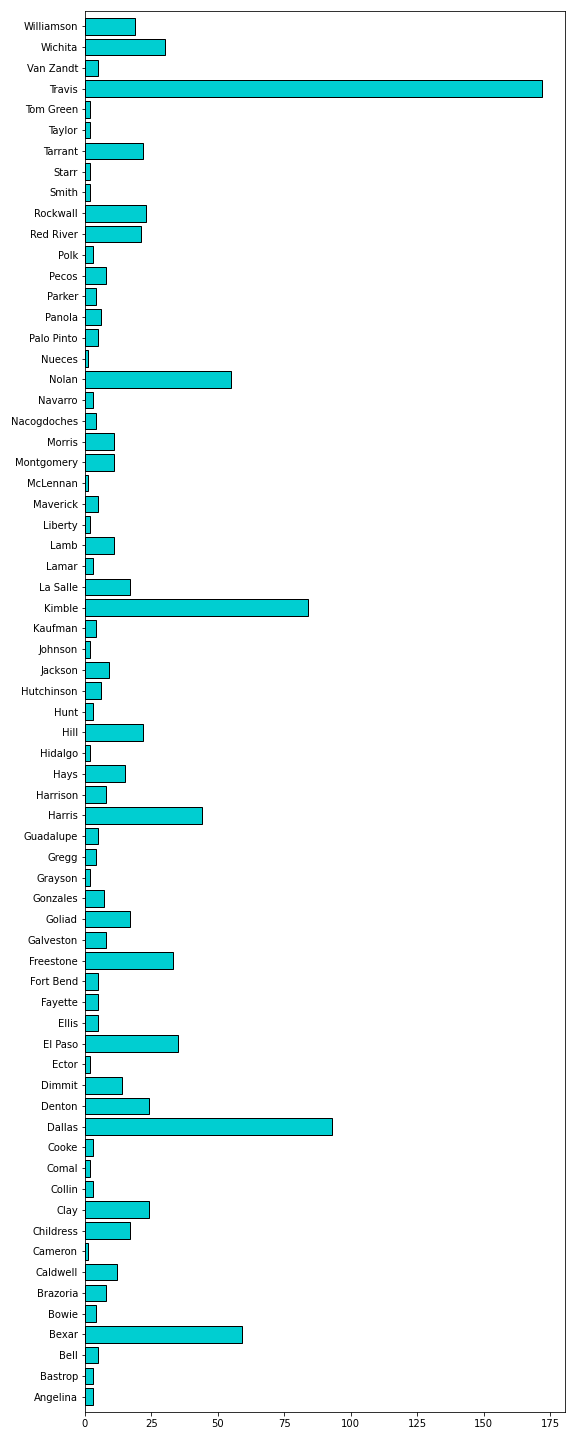 Williamson
Wichita
Van Zandt
Travis
Tom Green
Taylor
Tarrant
Starr
Smith
Rockwall
Red River
Polk
Pecos
Parker
Panola
Palo Pinto
Nueces
Nolan
Navarro
Nacogdoches
Morris
Montgomery
McLennan
Maverick
Liberty
Lamb
Lamar
La Salle
Kimble
Kaufman
Johnson
Jackson
Hutchinson
Hunt
Hill
Hidalgo
Hays
Harrison
Harris
Guadalupe
Gregg
Grayson
Gonzales
Goliad
Galveston
Freestone
Fort Bend
Fayette
Ellis
El Paso
Ector
Dimmit
Denton
Dallas
Cooke
Comal
Collin
Clay
Childress
Cameron
Caldwell
Brazoria
Bowie
Bexar
Bell
Bastrop
Angelina
0 25 50 75 100 125 150 175